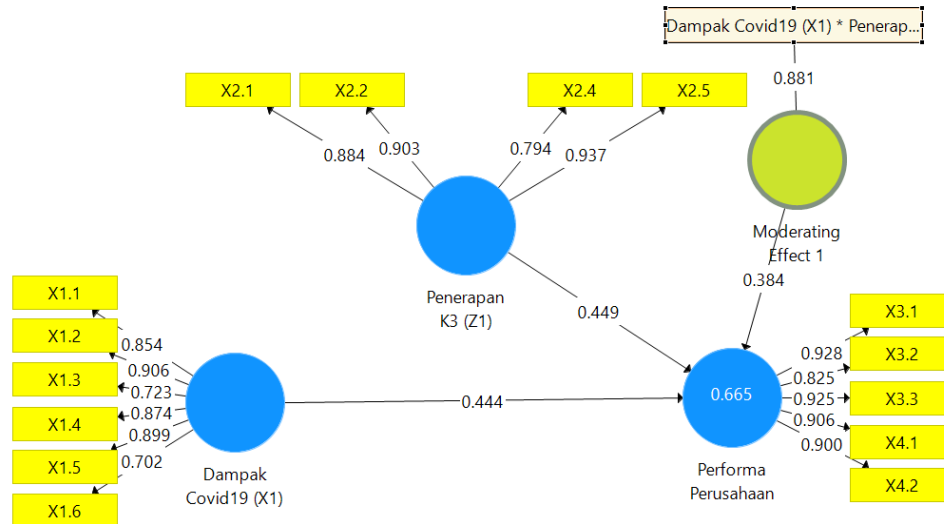 Dampak Covid19 (X1) * Penerap...
0.881
X2.1
X2.2
X2.4
X2.5
0.884
0.903
0.794
0.937
Moderating
Effect 1
0.384
Penerapan
K3 (Z1)
0.449
X1.1
X1.2
X1.3
X1.4
X1.5
X1.6
0.854
0.906
0.723
0.874
0.899
0.702
Dampak
Covid19 (X1)
0.444
0.665
Performa
Perusahaan
0.928
0.825
0.925
0.906
0.900
X3.1
X3.2
X3.3
X4.1
X4.2